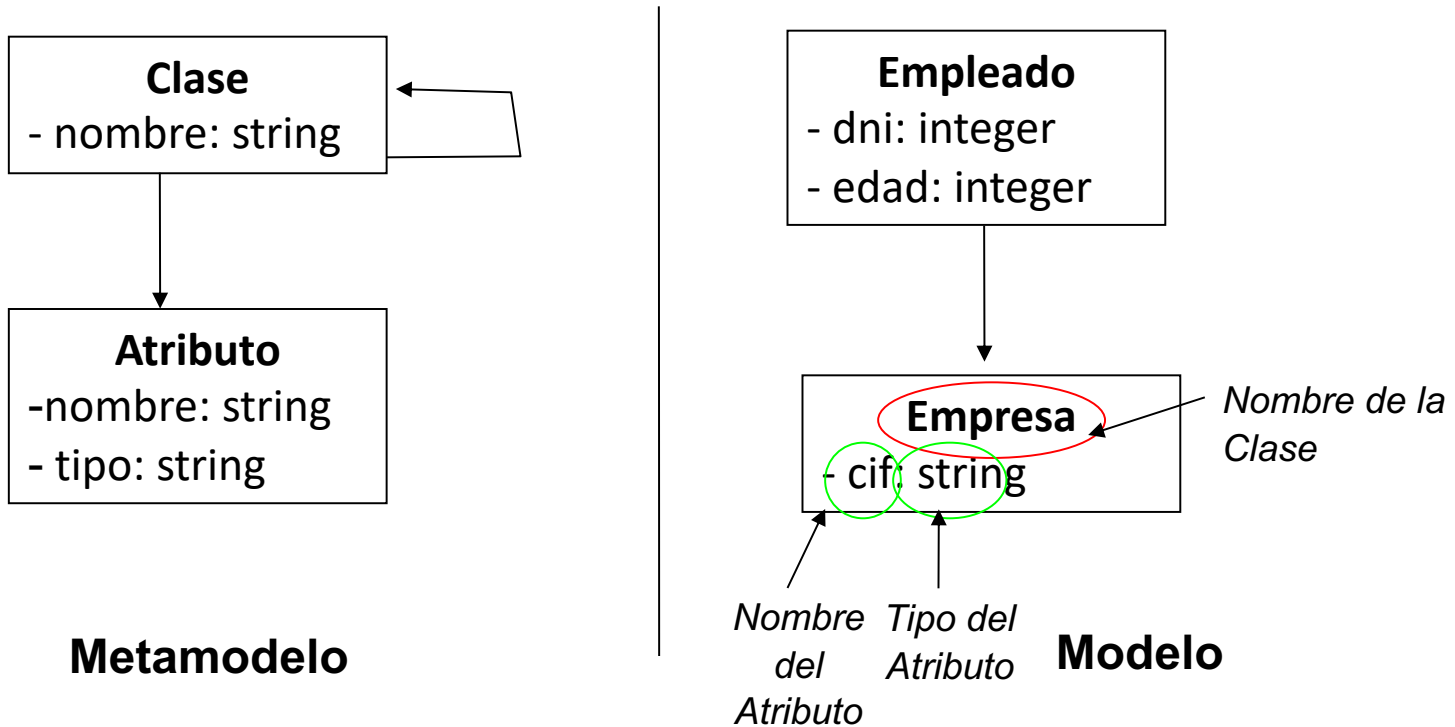 Clase
- nombre: string
Atributo
-nombre: string
- tipo: string
Metamodelo
Empleado
- dni: integer
- edad: integer
Empresa
- cif: string
Nombre de la
Clase
Nombre
del
Atributo
Tipo del
Atributo
Modelo